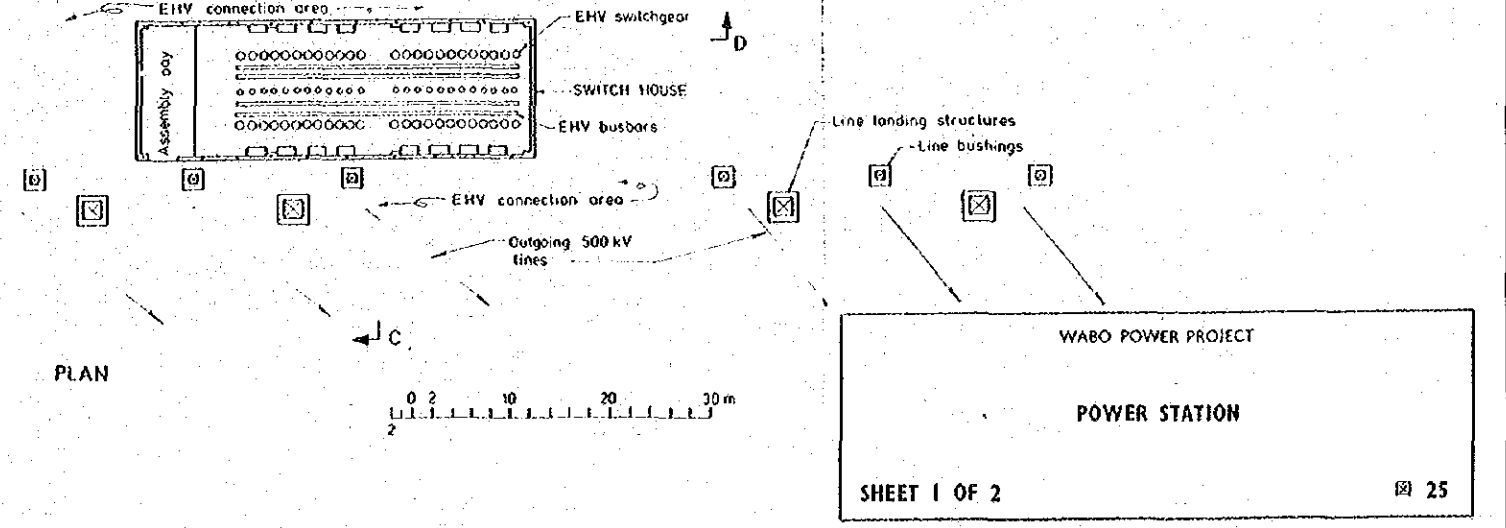 EHV connection area
EHV switchgear
D
Assembly bay
SWITCH HOUSE
EHV busbars
Line landing structures
Line bushings
EHV connection area
Outgoing 500 kV
lines
C
PLAN
0 2 10 20 30 m
2
WABO POWER PROJECT
POWER STATION
SHEET 1 OF 2
図 25